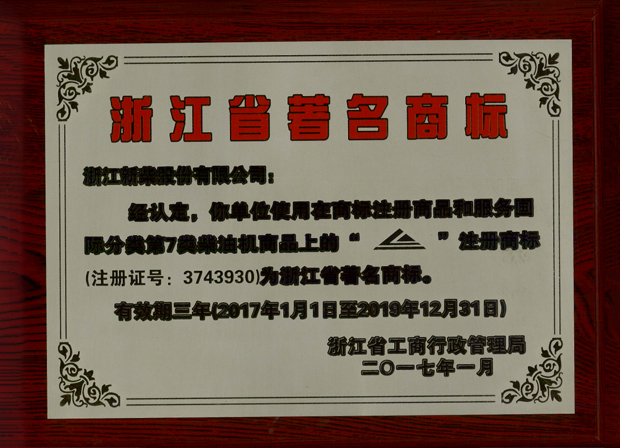 浙江省著名商标
浙江新柴股份有限公司：
经认定，你单位使用在商标注册商品和服务国
际分类第7类柴油机商品上的“ ”注册商标
(注册证号：3743930)为浙江省著名商标。
有效期三年(2017年1月1日至2019年12月31日)
浙江省工商行政管理局
二〇一七年一月